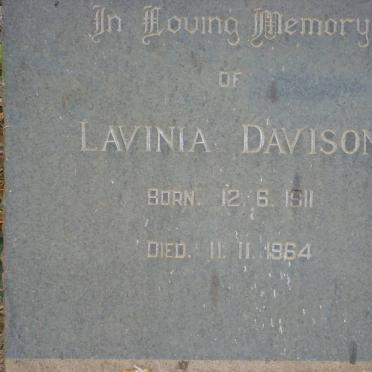 In Loving Memory
OF
LAVINIA DAVISON
BORN. 12. 6. 1911
DIED. 11. 11. 1964